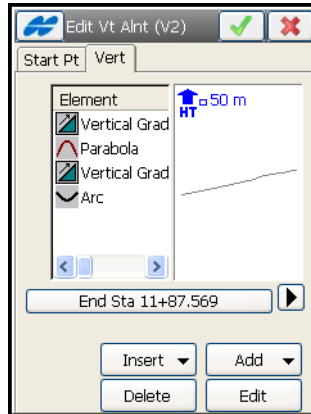 Edit Vt Alnt (V2)
Start Pt Vert
Element
Vertical Grad
Parabola
Vertical Grad
Arc
50 m
HT
End Sta 11+87.569
Insert Add
Delete Edit